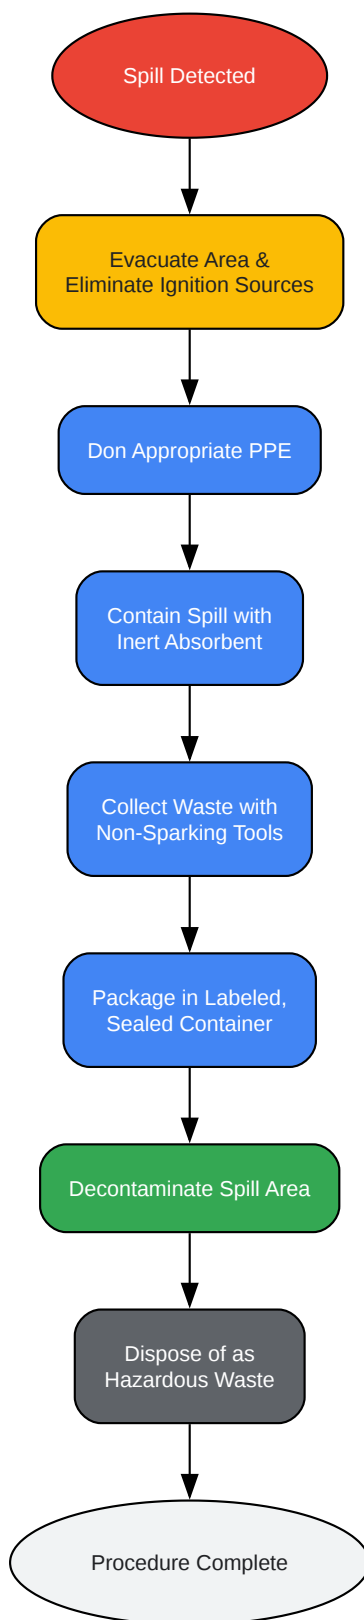 Spill Detected
Evacuate Area &
Eliminate Ignition Sources
Don Appropriate PPE
Contain Spill with
Inert Absorbent
Collect Waste with
Non-Sparking Tools
Package in Labeled,
Sealed Container
Decontaminate Spill Area
Dispose of as
Hazardous Waste
Procedure Complete